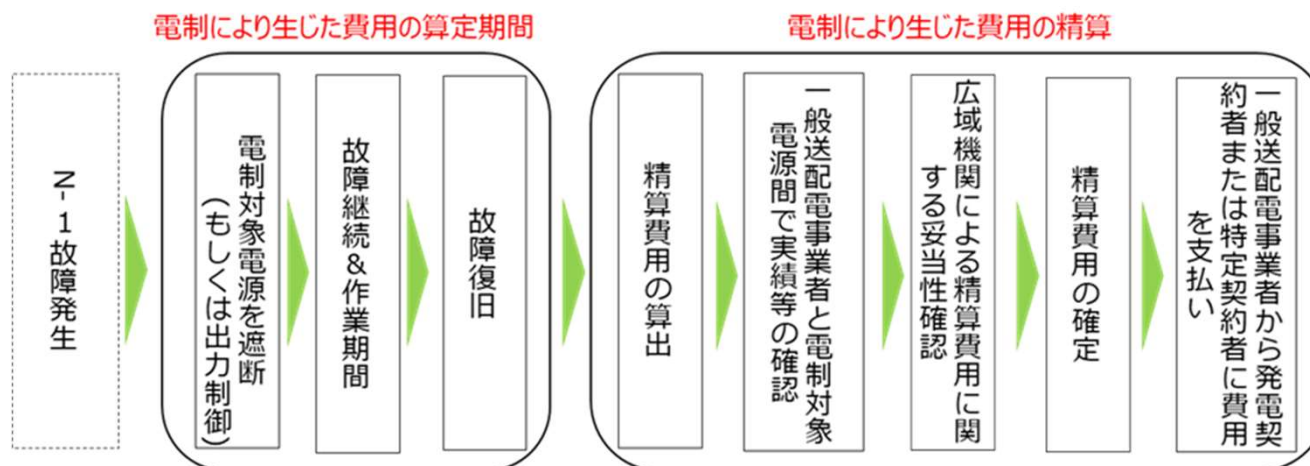 電制により生じた費用の算定期間
電制により生じた費用の精算
N-1故障発生
電制対象電源を遮断
(もしくは出力制御)
故障継続&作業期間
故障復旧
精算費用の算出
一般送配電事業者と電制対象
電源間で実績等の確認
広域機関による精算費用に関
する妥当性確認
精算費用の確定
一般送配電事業者から発電契
約者または特定契約者に費用
を支払い